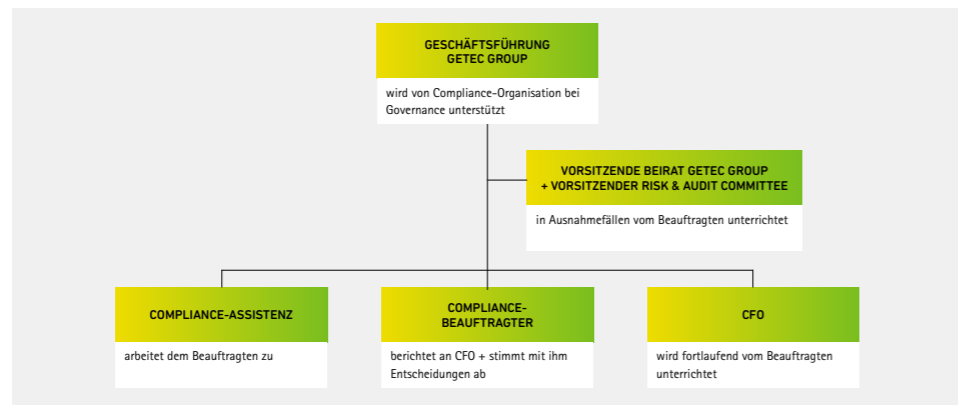 GESCHÄFTSFÜHRUNG
GETEC GROUP
wird von Compliance-Organisation bei
Governance unterstützt
VORSITZENDE BEIRAT GETEC GROUP
+ VORSITZENDER RISK & AUDIT COMMITTEE
in Ausnahmefällen vom Beauftragten unterrichtet
COMPLIANCE-ASSISTENZ
arbeitet dem Beauftragten zu
COMPLIANCE-
BEAUFTRAGTER
berichtet an CFO + stimmt mit ihm
Entscheidungen ab
CFO
wird fortlaufend vom Beauftragten
unterrichtet